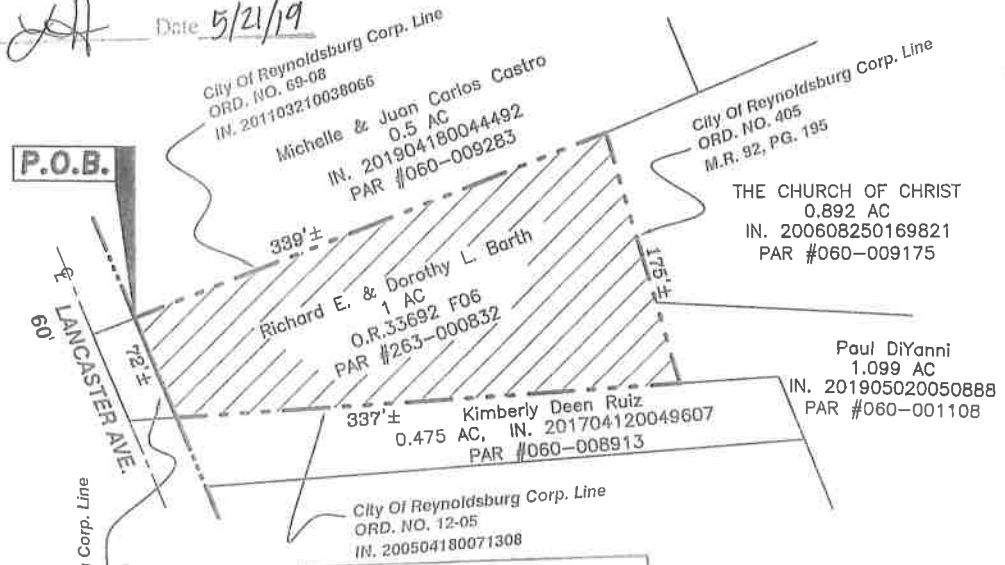 Date 5/21/19
City Of Reynoldsburg Corp. Line
ORD. NO. 69-08
IN. 201103210038066
Michelle & Juan Carlos Castro
0.5 AC
IN. 201904180044492
PAR #060-009283
City Of Reynoldsburg Corp. Line
ORD. NO. 405
M.R. 92, PG. 195
P.O.B.
THE CHURCH OF CHRIST
0.892 AC
IN. 200608250169821
PAR #060-009175
339'±
Richard E. & Dorothy L. Barth
1 AC
O.R.33692 F06
PAR #263-000832
175'±
60'
LANCASTER AVE.
72'±
Paul DiYanni
1.099 AC
IN. 201905020050888
PAR #060-001108
337'±
Kimberly Deen Ruiz
0.475 AC, IN. 201704120049607
PAR #060-008913
Corp. Line
City Of Reynoldsburg Corp. Line
ORD. NO. 12-05
IN. 200504180071308